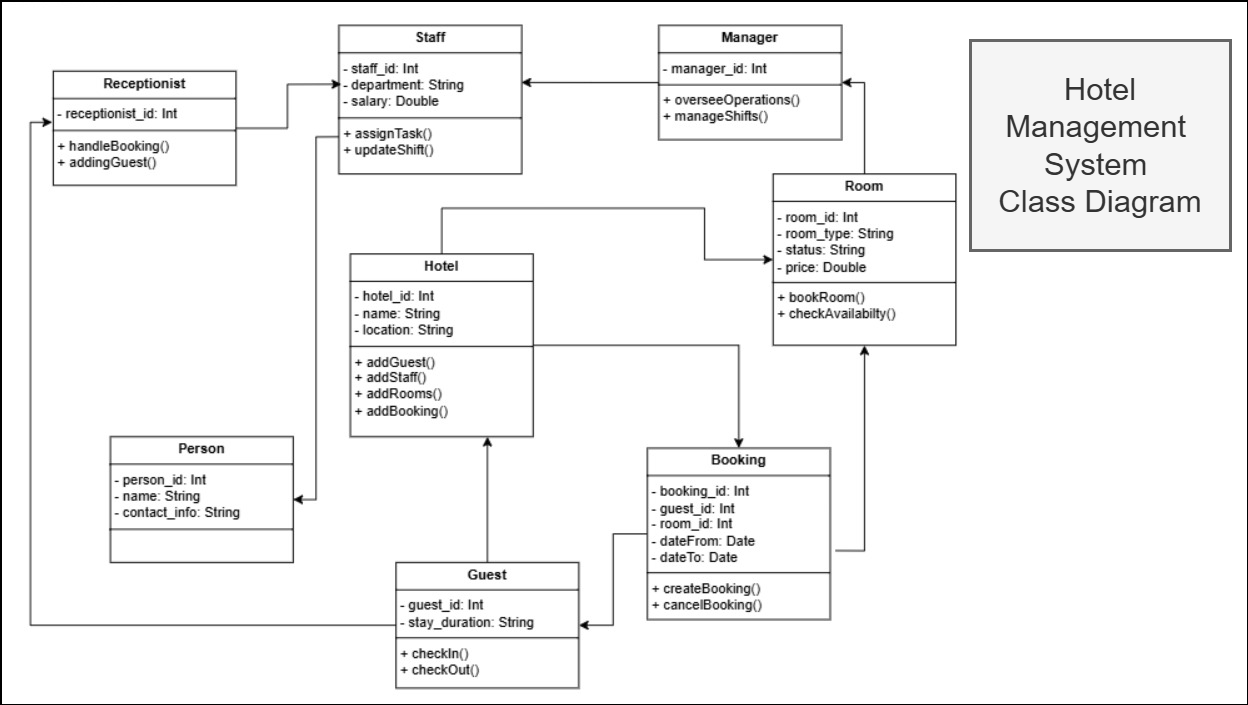 Hotel
Management
System
Class Diagram
Staff
- staff_id: Int
- department: String
- salary: Double
+ assignTask()
+ updateShift()
Manager
- manager_id: Int
+ overseeOperations()
+ manageShifts()
Receptionist
- receptionist_id: Int
+ handleBooking()
+ addingGuest()
Room
- room_id: Int
- room_type: String
- status: String
- price: Double
+ bookRoom()
+ checkAvailabilty()
Hotel
- hotel_id: Int
- name: String
- location: String
+ addGuest()
+ addStaff()
+ addRooms()
+ addBooking()
Person
- person_id: Int
- name: String
- contact_info: String
Booking
- booking_id: Int
- guest_id: Int
- room_id: Int
- dateFrom: Date
- dateTo: Date
+ createBooking()
+ cancelBooking()
Guest
- guest_id: Int
- stay_duration: String
+ checkIn()
+ checkOut()